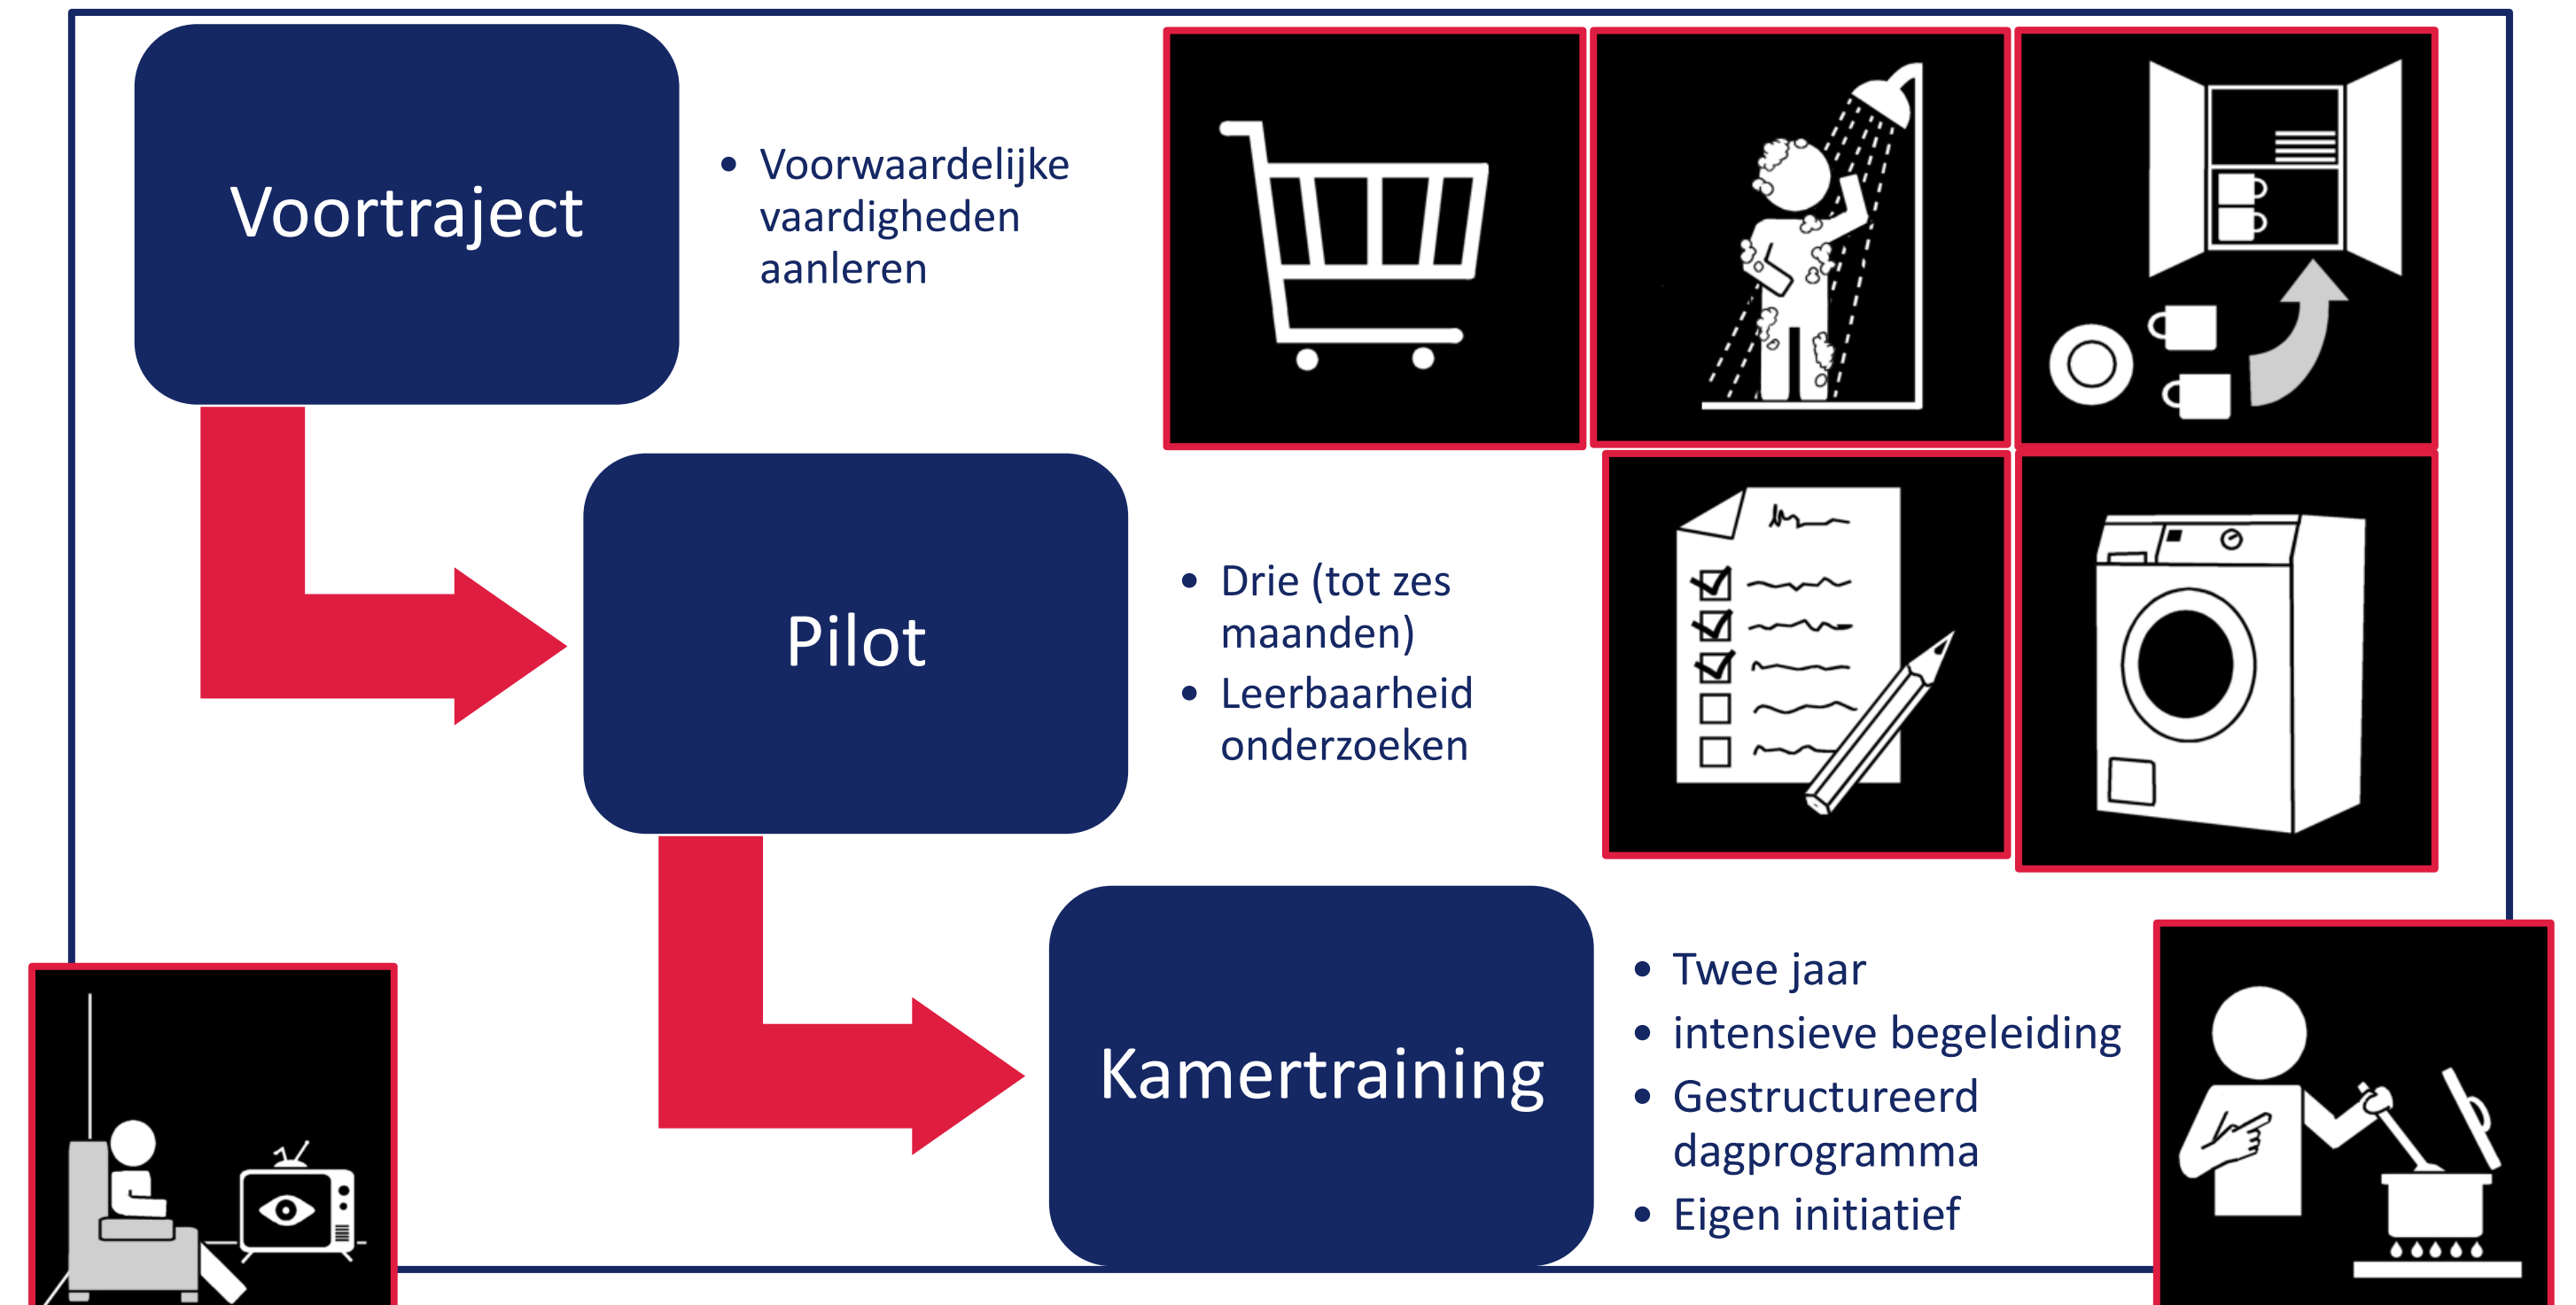 Voortraject
• Voorwaardelijke
vaardigheden
aanleren
Pilot
• Drie (tot zes
maanden)
• Leerbaarheid
onderzoeken
Kamertraining
• Twee jaar
• intensieve begeleiding
• Gestructureerd
dagprogramma
• Eigen initiatief